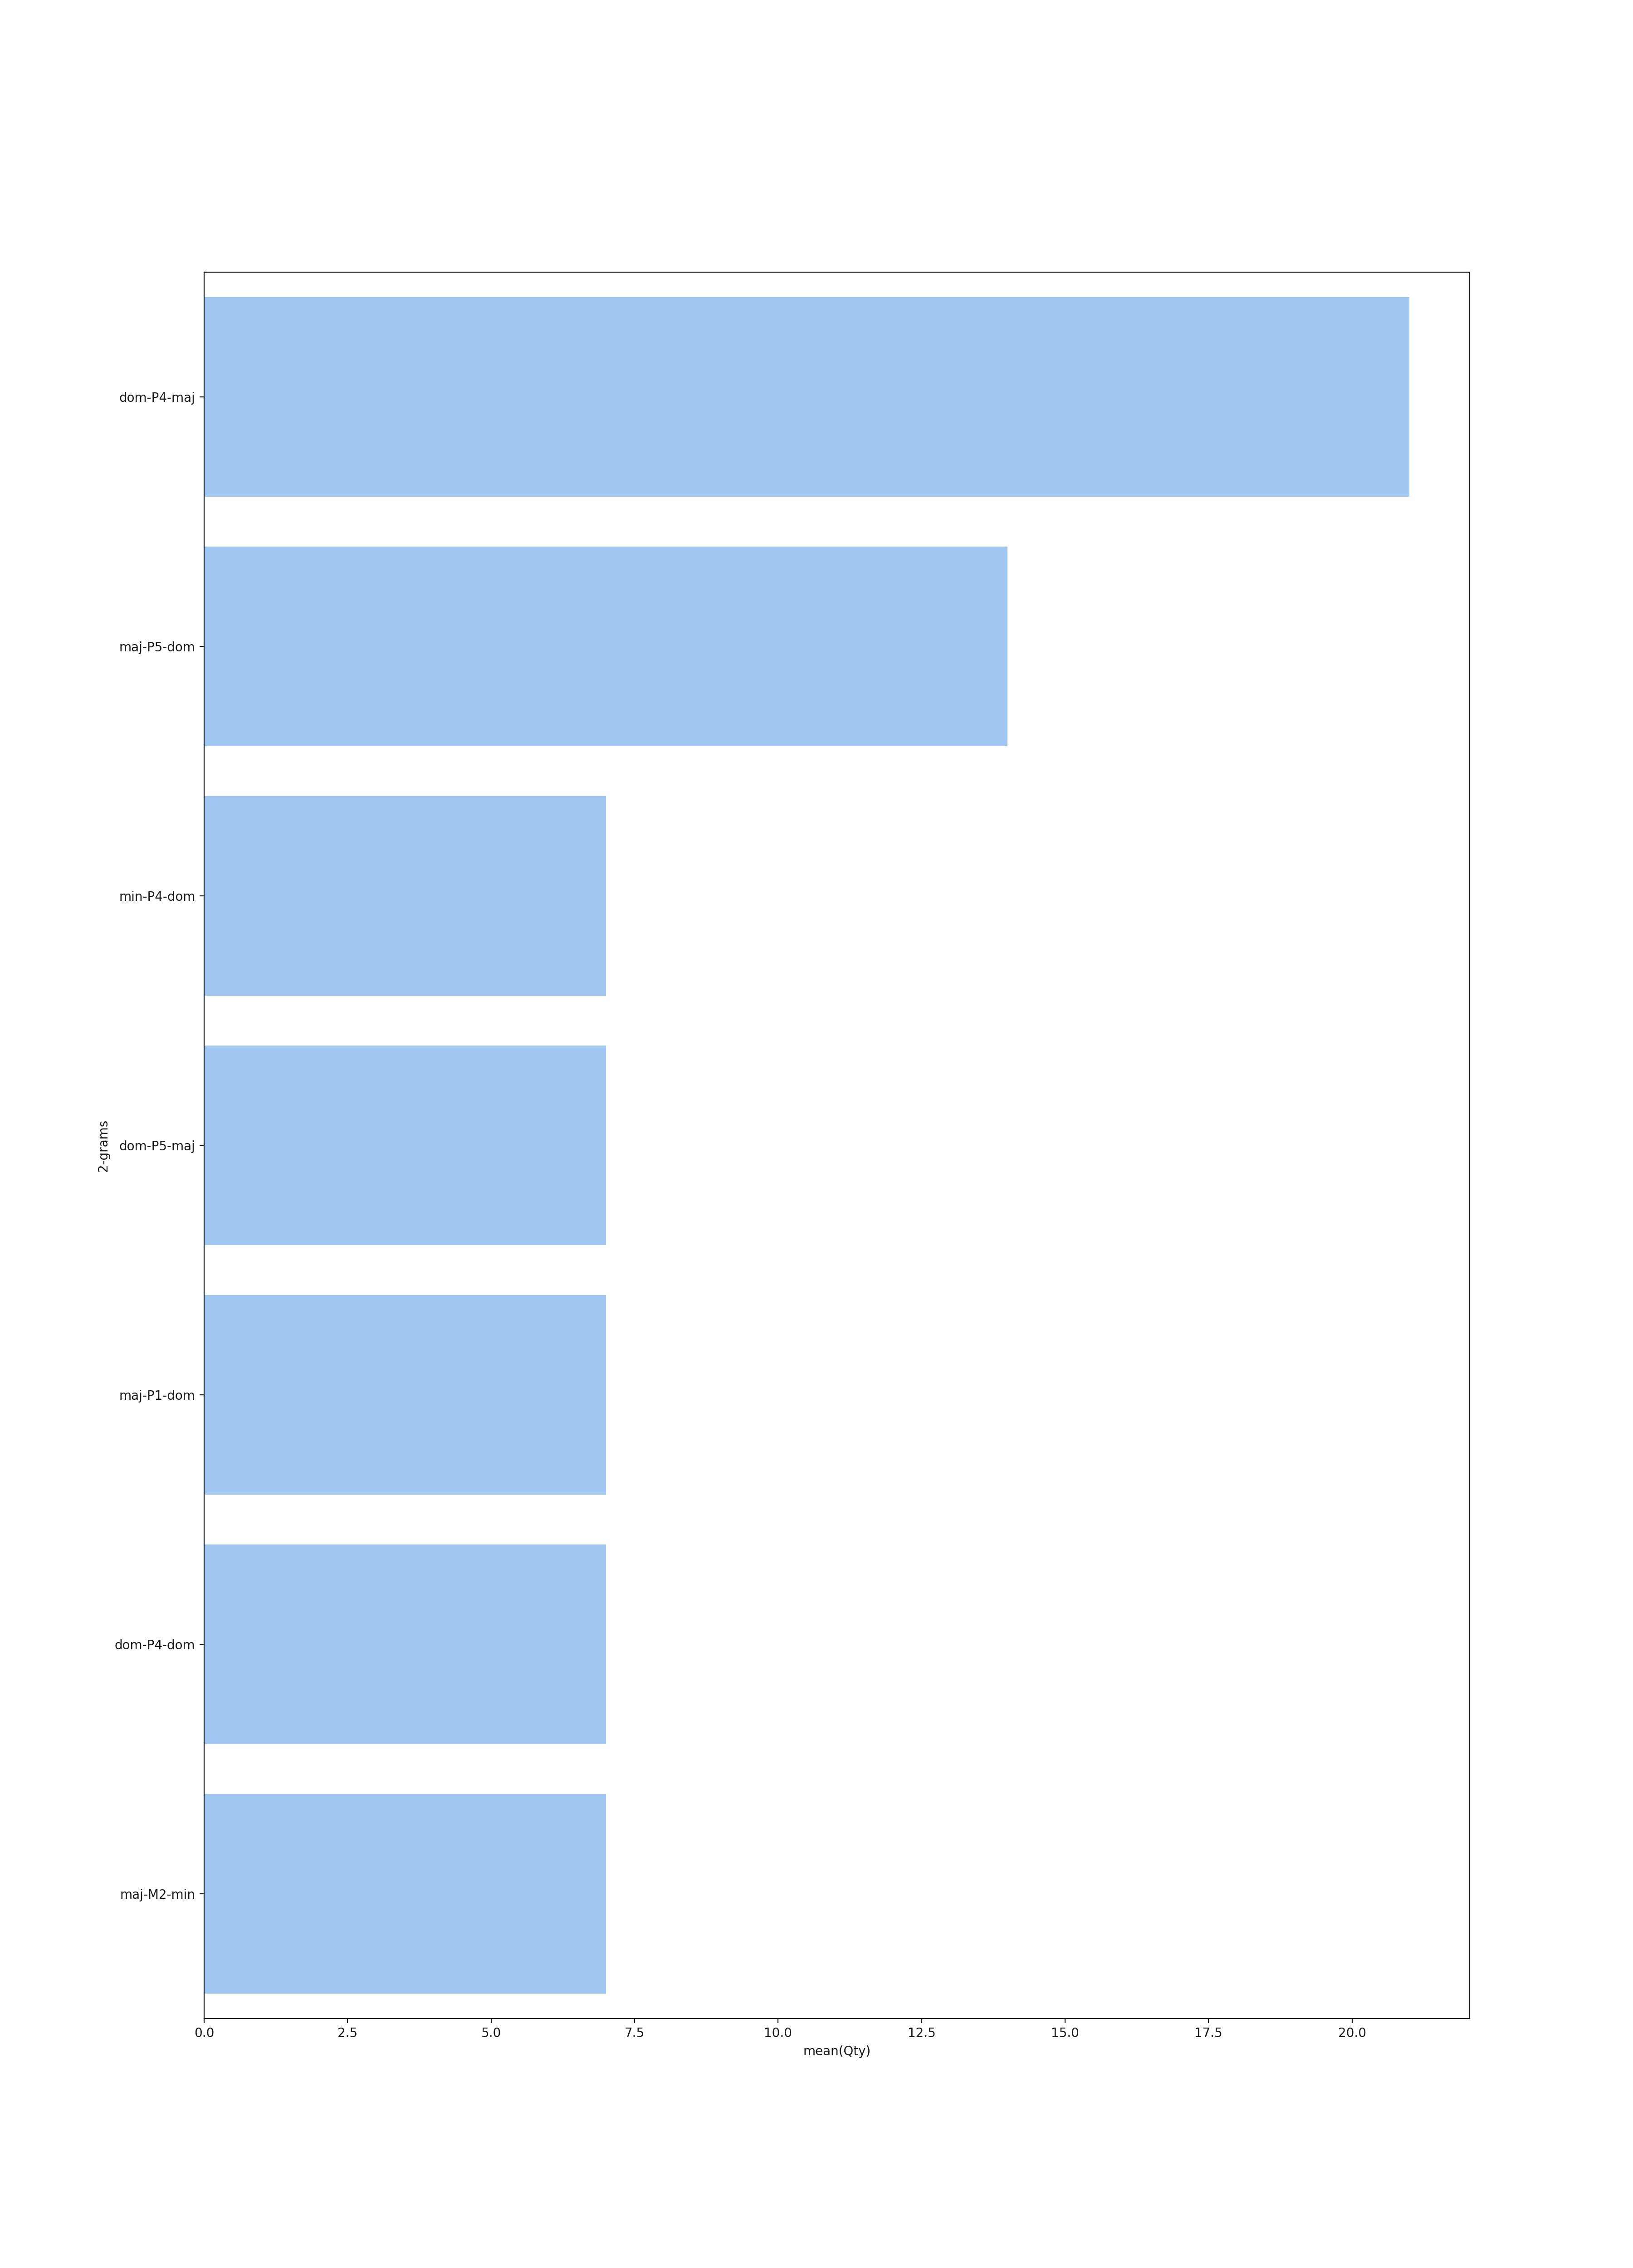 dom-P4-maj
maj-P5-dom
min-P4-dom
2-grams
dom-P5-maj
maj-P1-dom
dom-P4-dom
maj-M2-min
0.0 2.5 5.0 7.5 10.0 12.5 15.0 17.5 20.0
mean(Qty)